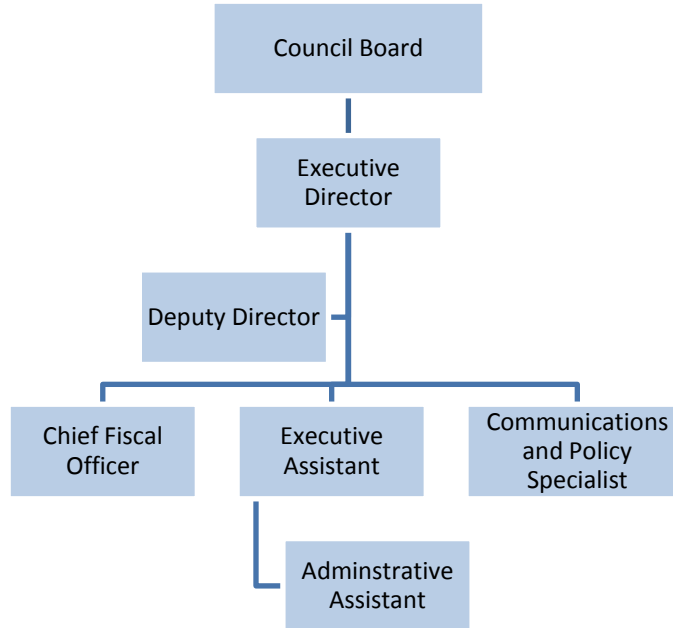 Council Board
Executive
Director
Deputy Director
Chief Fiscal
Officer
Executive
Assistant
Communications
and Policy
Specialist
Adminstrative
Assistant